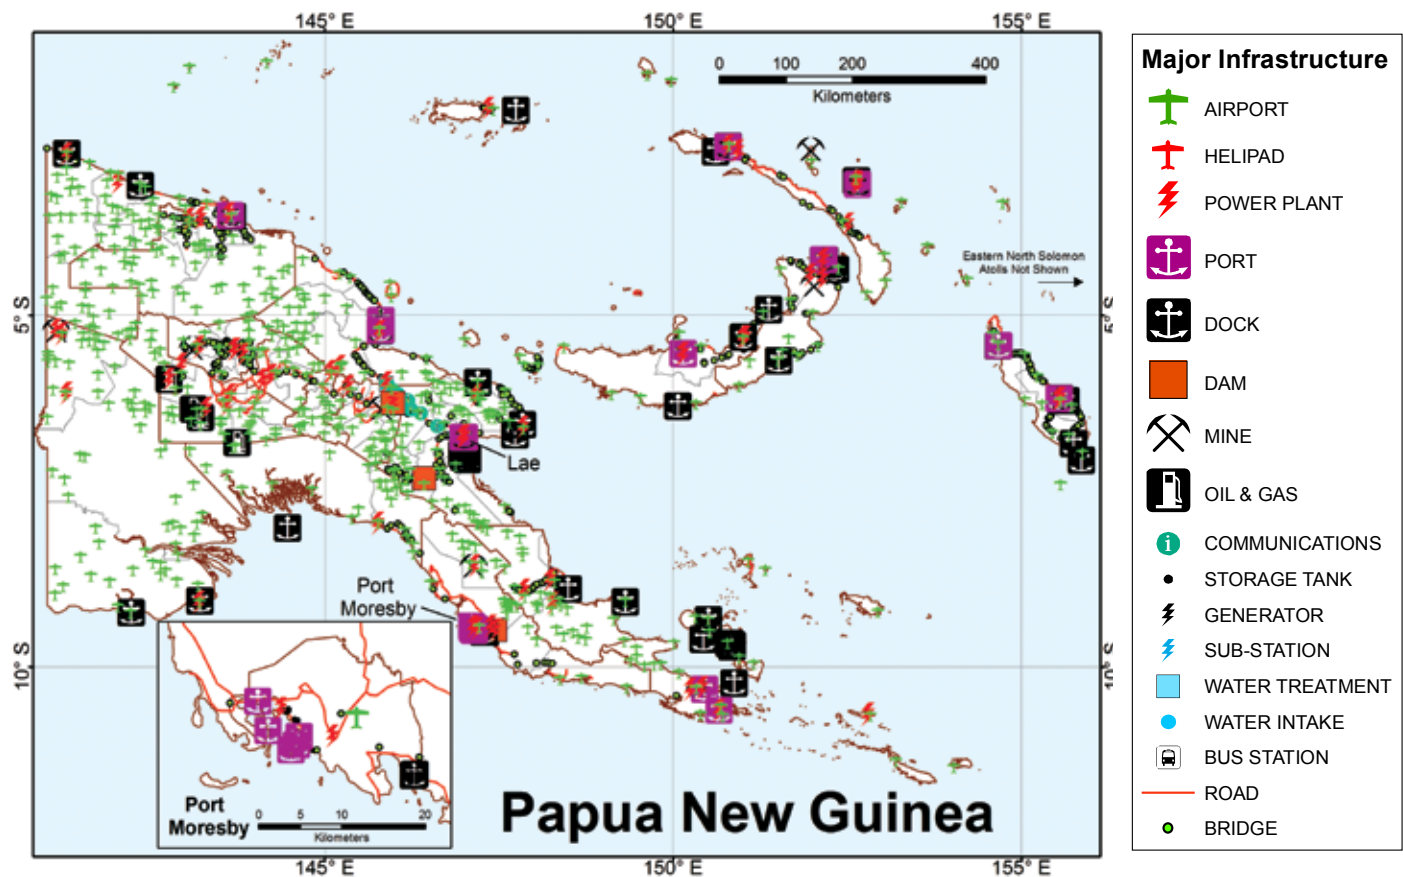 145° E
150° E
155° E
0
100
200
400
Kilometers
Eastern North Solomon
Atolls Not Shown
5° S
5° S
Lae
Port
Moresby
10° S
10° S
Port
Moresby
0
5
10
20
Kilometers
Papua New Guinea
145° E
150° E
155° E
Major Infrastructure
AIRPORT
HELIPAD
POWER PLANT
PORT
DOCK
DAM
MINE
OIL & GAS
COMMUNICATIONS
STORAGE TANK
GENERATOR
SUB-STATION
WATER TREATMENT
WATER INTAKE
BUS STATION
ROAD
BRIDGE